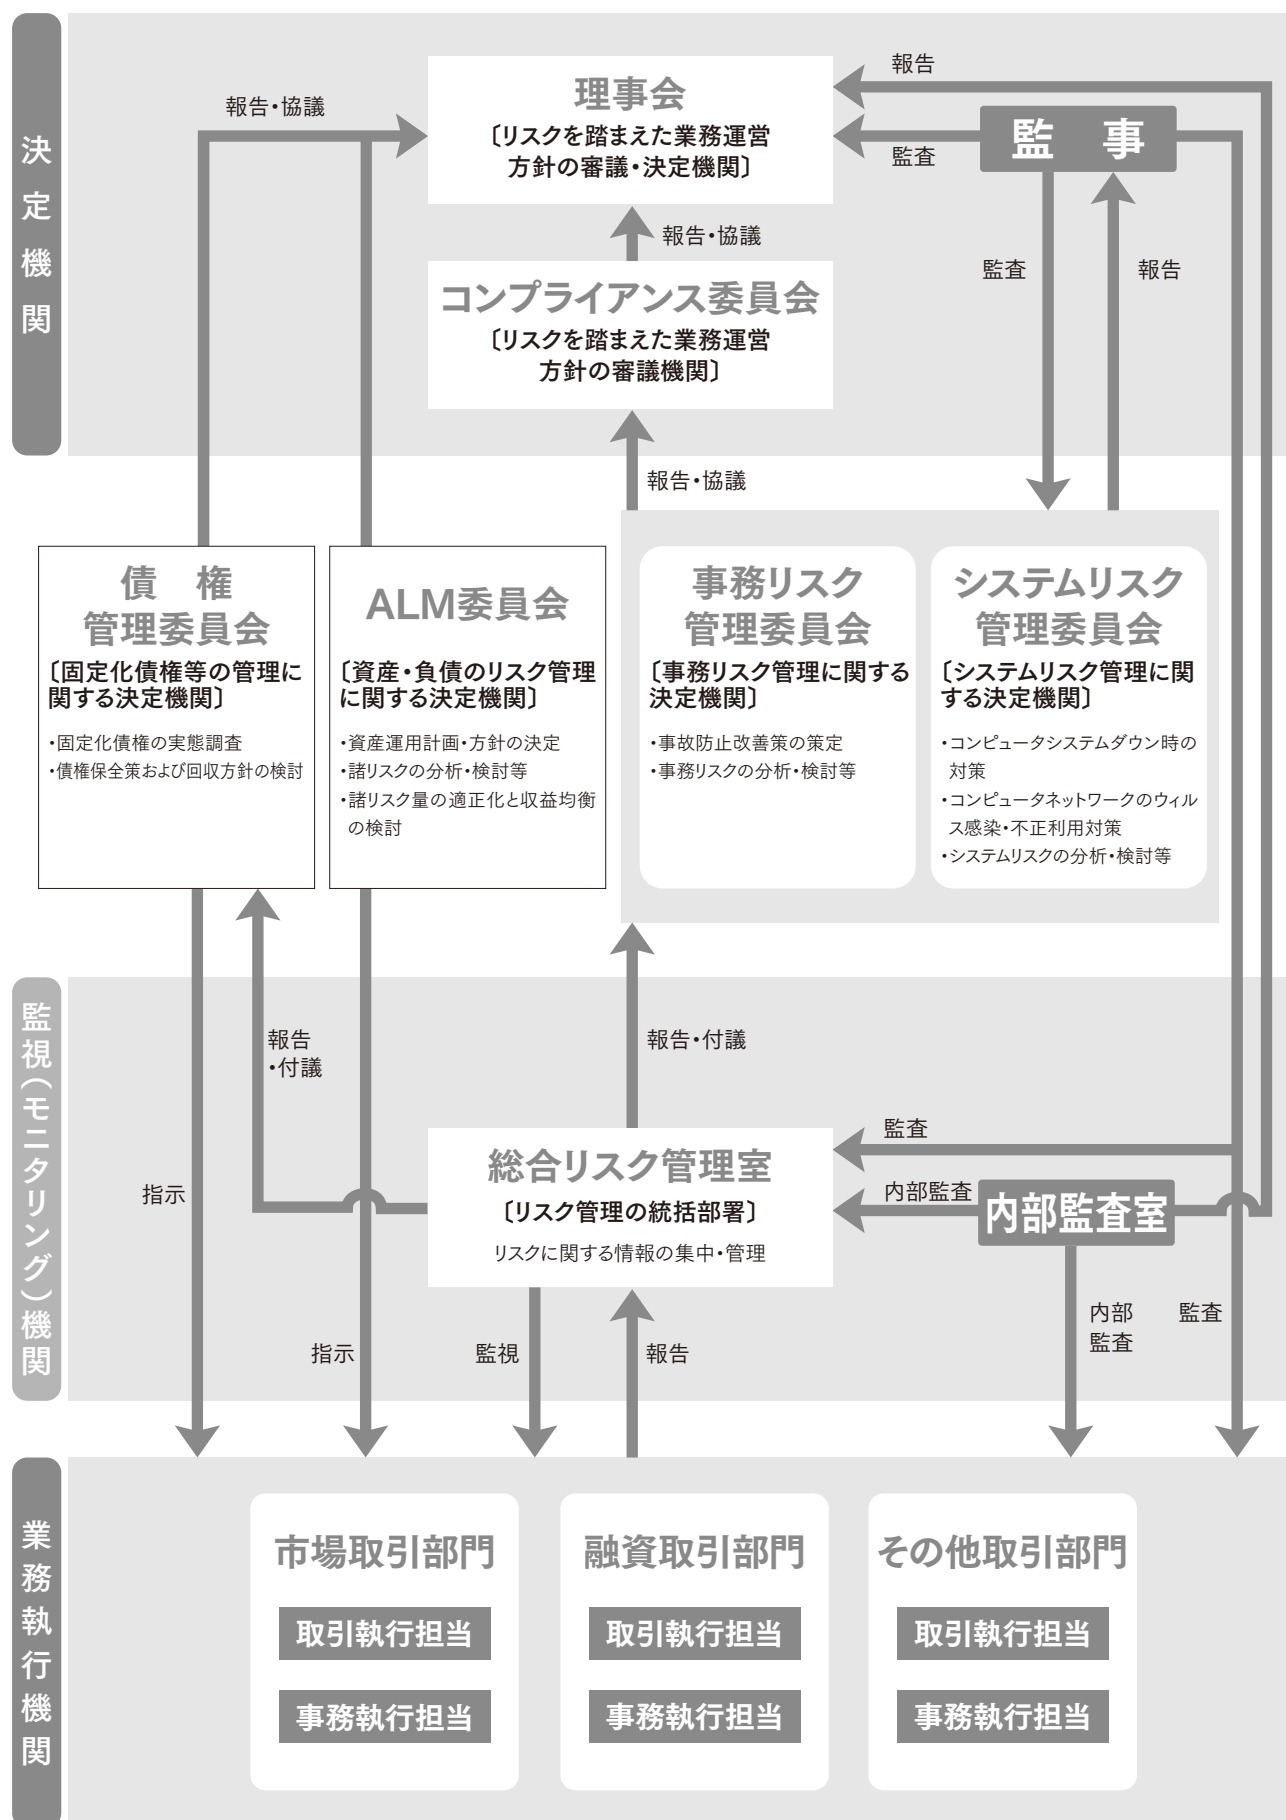 決定機関
報告・協議
理事会
〔リスクを踏まえた業務運営
方針の審議・決定機関〕
報告
監査
監 事
報告・協議
監査
報告
コンプライアンス委員会
〔リスクを踏まえた業務運営
方針の審議機関〕
報告・協議
債 権
管理委員会
〔固定化債権等の管理に
関する決定機関〕
・固定化債権の実態調査
・債権保全策および回収方針の検討
ALM委員会
〔資産・負債のリスク管理
に関する決定機関〕
・資産運用計画・方針の決定
・諸リスクの分析・検討等
・諸リスク量の適正化と収益均衡
の検討
事務リスク
管理委員会
〔事務リスク管理に関する
決定機関〕
・事故防止改善策の策定
・事務リスクの分析・検討等
システムリスク
管理委員会
〔システムリスク管理に関
する決定機関〕
・コンピュータシステムダウン時の
対策
・コンピュータネットワークのウィル
ス感染・不正利用対策
・システムリスクの分析・検討等
監視(モニタリング)機関
報告
・付議
報告・付議
指示
総合リスク管理室
〔リスク管理の統括部署〕
リスクに関する情報の集中・管理
監査
内部監査
内部監査室
指示
監視
報告
内部
監査
監査
業務執行機関
市場取引部門
取引執行担当
事務執行担当
融資取引部門
取引執行担当
事務執行担当
その他取引部門
取引執行担当
事務執行担当